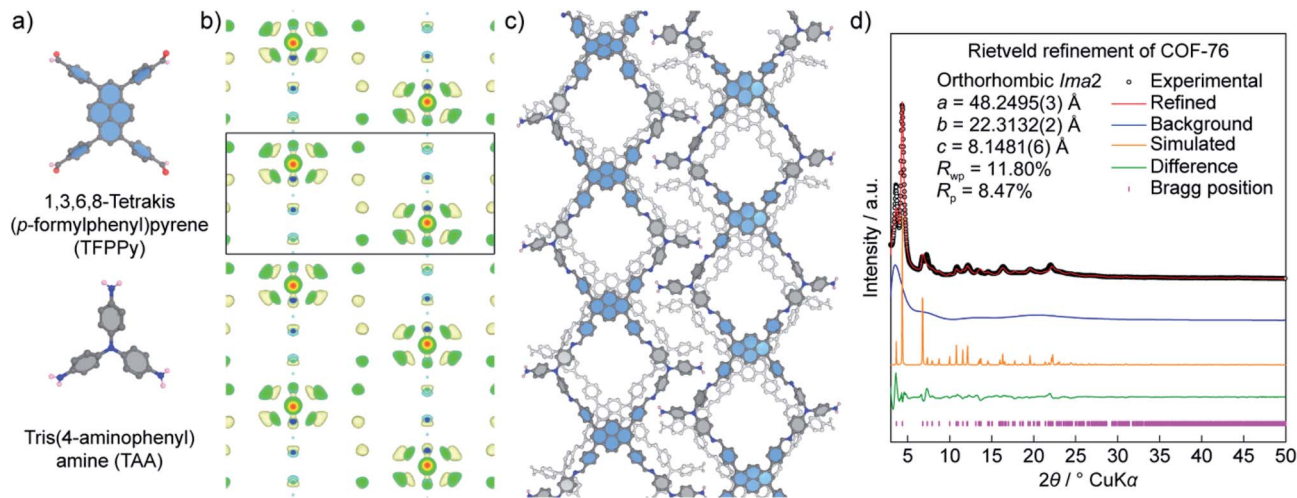 a)
1,3,6,8-Tetrakis
(p-formylphenyl)pyrene
(TFPPy)
Tris(4-aminophenyl)
amine (TAA)
b)
c)
d)
Rietveld refinement of COF-76
Orthorhombic Ima2
a = 48.2495(3) Å
b = 22.3132(2) Å
c = 8.1481(6) Å
Rwp = 11.80%
Rp = 8.47%
Experimental
Refined
Background
Simulated
Difference
Bragg position
Intensity / a.u.
5 10 15 20 25 30 35 40 45 50
2θ / ° CuKα